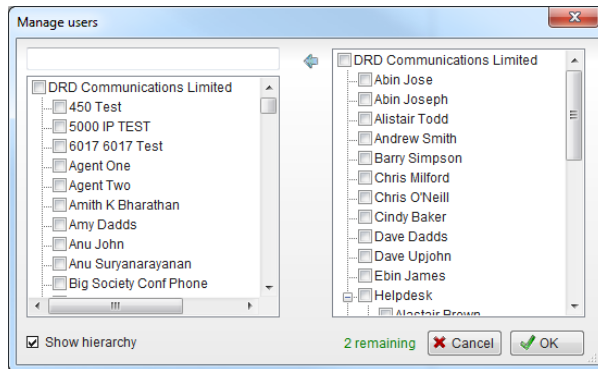 Manage users
DRD Communications Limited
450 Test
5000 IP TEST
6017 6017 Test
Agent One
Agent Two
Amith K Bharathan
Amy Dadds
Anu John
Anu Suryanarayanan
Big Society Conf Phone
DRD Communications Limited
Abin Jose
Abin Joseph
Alistair Todd
Andrew Smith
Barry Simpson
Chris Milford
Chris O'Neill
Cindy Baker
Dave Dadds
Dave Upjohn
Ebin James
Helpdesk
Alastair Brown
Show hierarchy
2 remaining
Cancel
OK